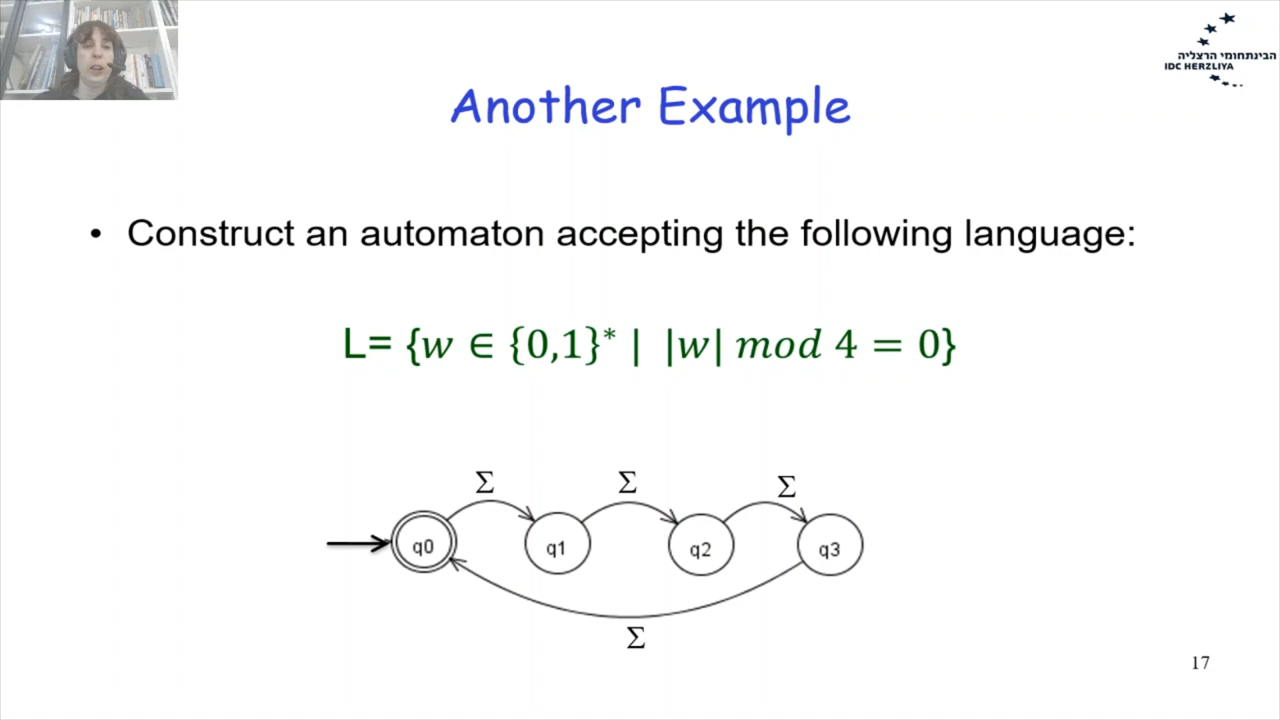 הבינתחומי הרצליה
IDC HERZLIYA
Another Example
• Construct an automaton accepting the following language:
L= {w ∈ {0,1}* | |w| mod 4 = 0}
Σ Σ Σ
q0 q1 q2 q3
Σ
17